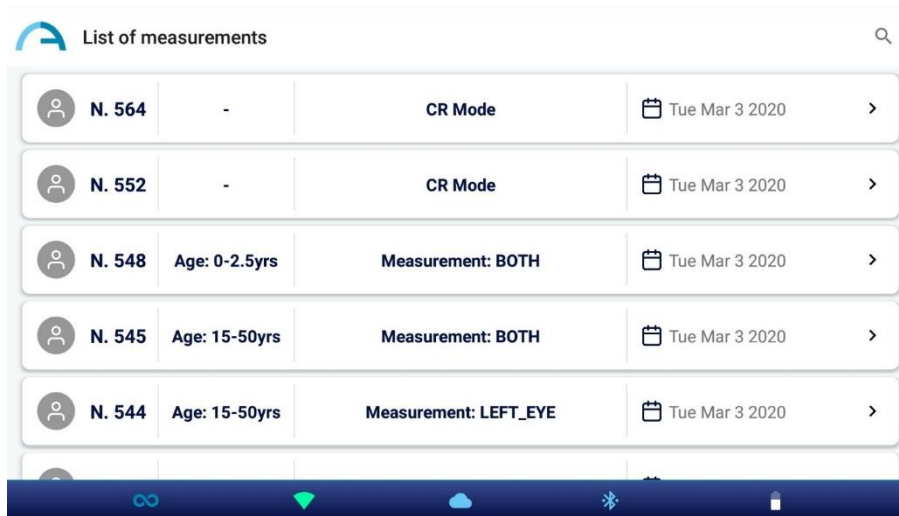 List of measurements
N. 564 - CR Mode Tue Mar 3 2020
N. 552 - CR Mode Tue Mar 3 2020
N. 548 Age: 0-2.5yrs Measurement: BOTH Tue Mar 3 2020
N. 545 Age: 15-50yrs Measurement: BOTH Tue Mar 3 2020
N. 544 Age: 15-50yrs Measurement: LEFT_EYE Tue Mar 3 2020